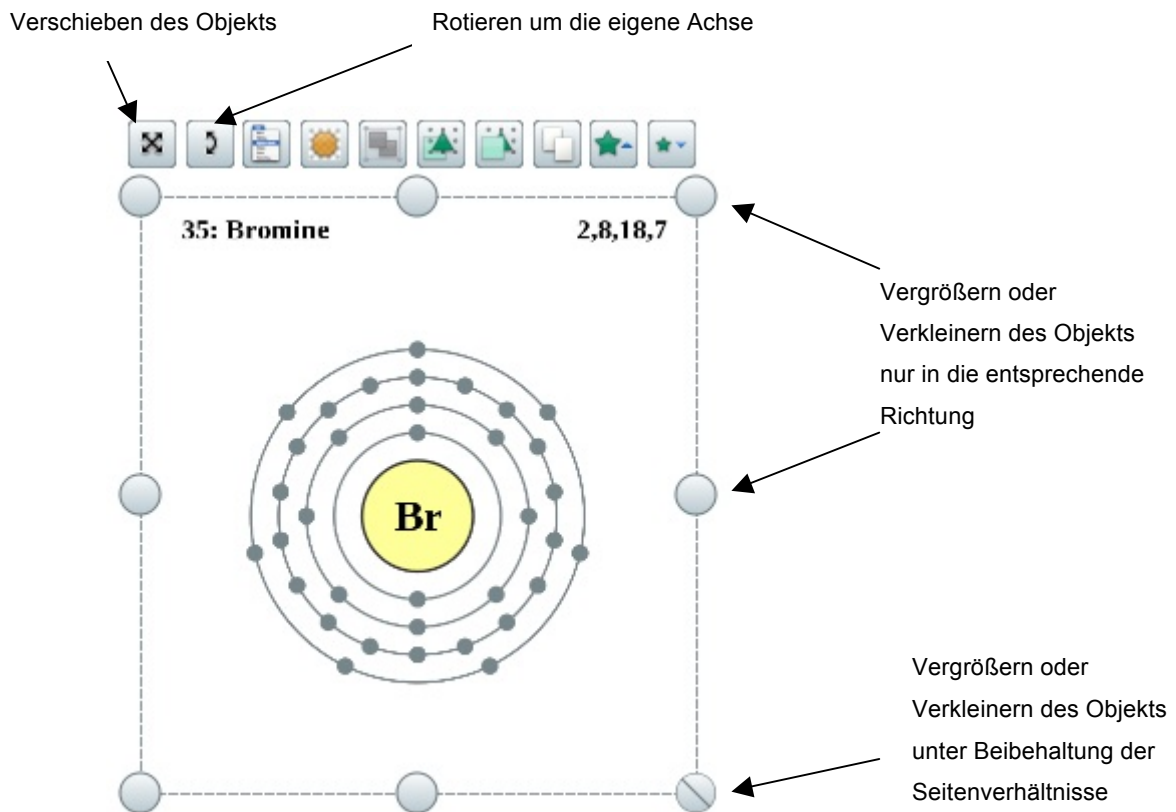 Verschieben des Objekts
Rotieren um die eigene Achse
35: Bromine
2,8,18,7
Vergrößern oder
Verkleinern des Objekts
nur in die entsprechende
Richtung
Br
Vergrößern oder
Verkleinern des Objekts
unter Beibehaltung der
Seitenverhältnisse